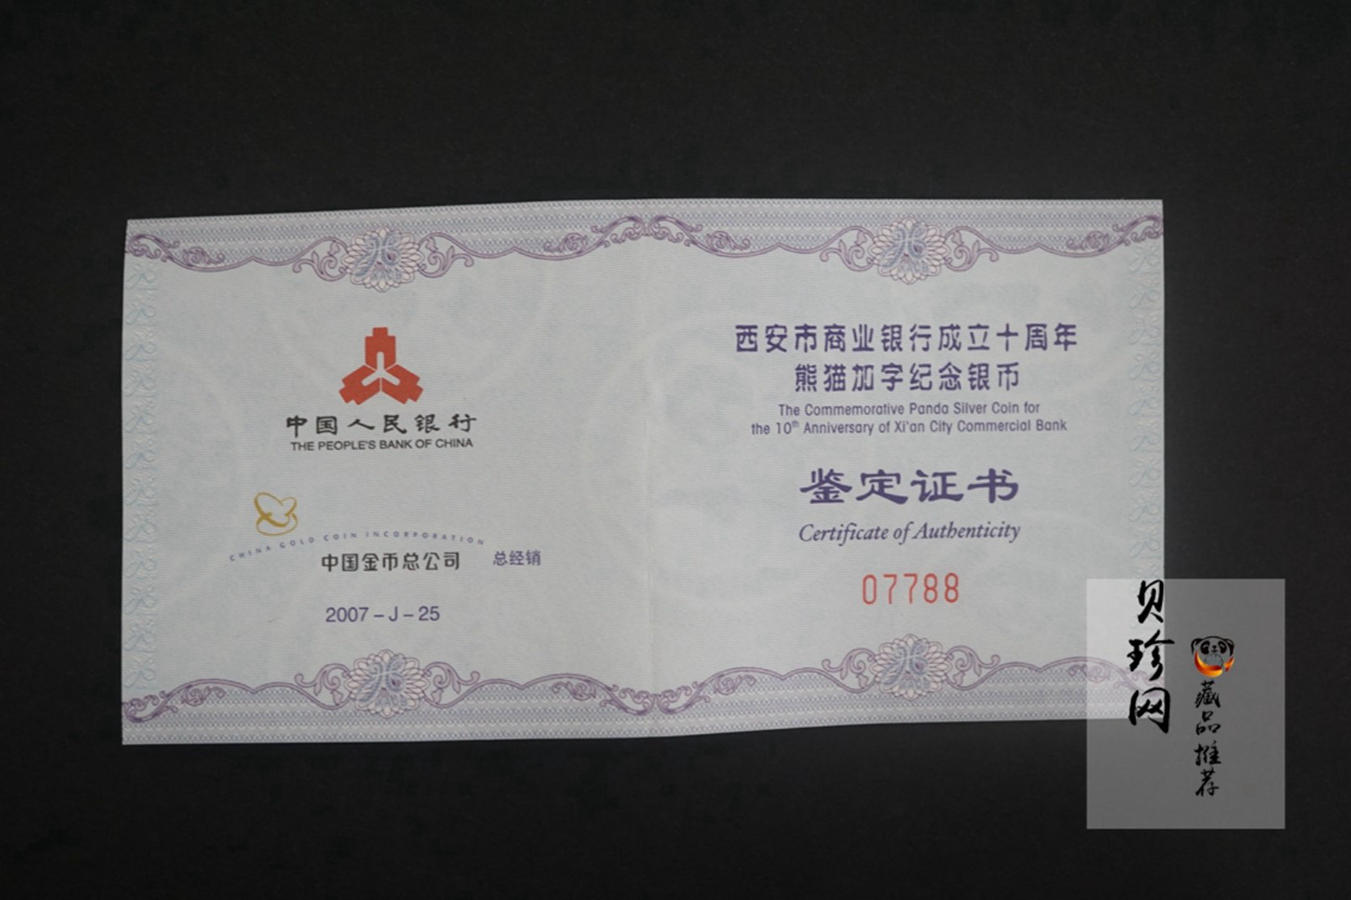 中国人民银行
THE PEOPLE'S BANK OF CHINA
CHINA GOLD COIN INCORPORATION
中国金币总公司 总经销
2007-J-25
西安市商业银行成立十周年
熊猫加字纪念银币
The Commemorative Panda Silver Coin for
the 10th Anniversary of Xi'an City Commercial Bank
鉴定证书
Certificate of Authenticity
07788
贝珍网
藏品推荐